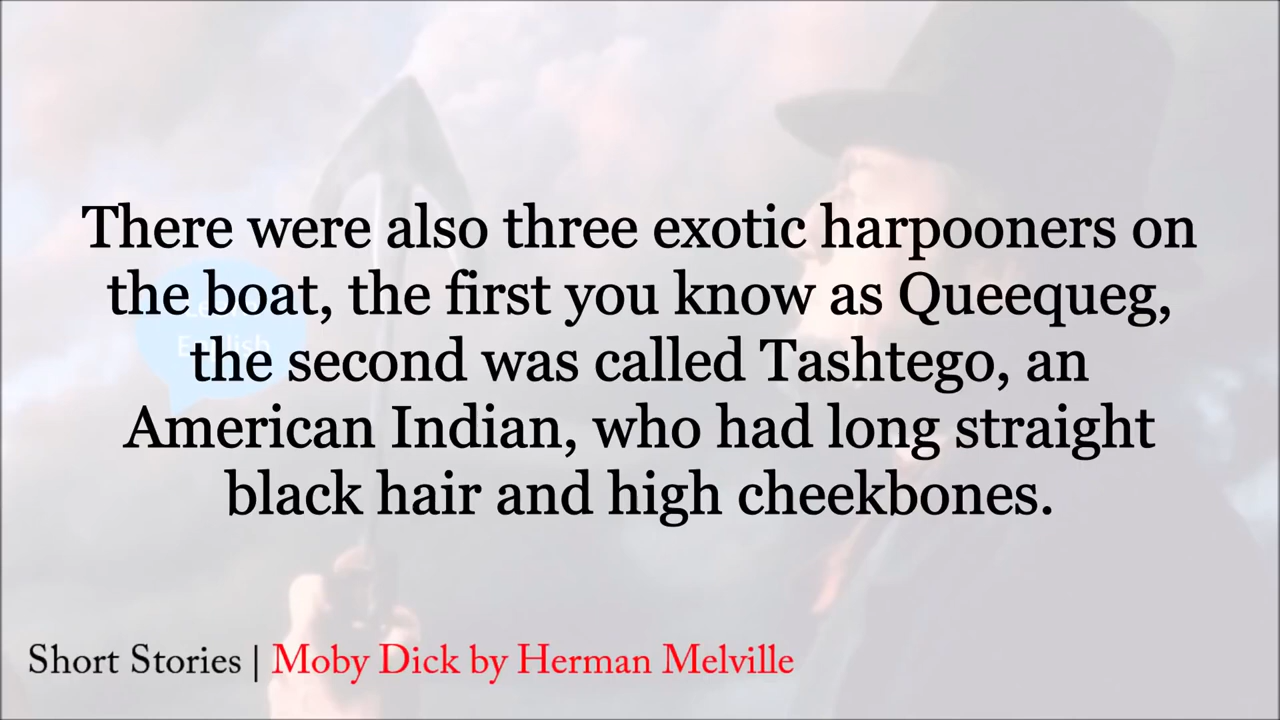 There were also three exotic harpooners on
the boat, the first you know as Queequeg,
the second was called Tashtego, an
American Indian, who had long straight
black hair and high cheekbones.
Short Stories | Moby Dick by Herman Melville